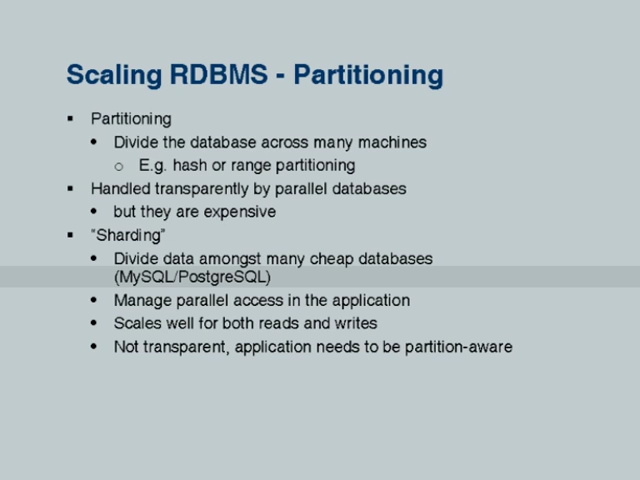 Scaling RDBMS - Partitioning
▪ Partitioning
• Divide the database across many machines
o E.g. hash or range partitioning
▪ Handled transparently by parallel databases
• but they are expensive
▪ "Sharding"
• Divide data amongst many cheap databases
(MySQL/PostgreSQL)
• Manage parallel access in the application
• Scales well for both reads and writes
• Not transparent, application needs to be partition-aware